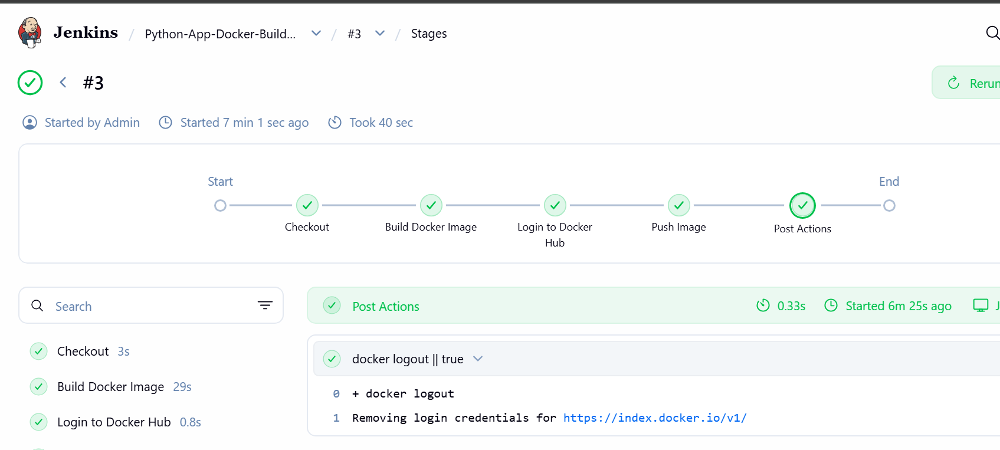 Jenkins / Python-App-Docker-Build... / #3 / Stages
#3
Rerun
Started by Admin Started 7 min 1 sec ago Took 40 sec
Start
End
Checkout
Build Docker Image
Login to Docker
Hub
Push Image
Post Actions
Search
Post Actions 0.33s Started 6m 25s ago
Checkout 3s
Build Docker Image 29s
Login to Docker Hub 0.8s
docker logout || true
0 + docker logout
1 Removing login credentials for https://index.docker.io/v1/